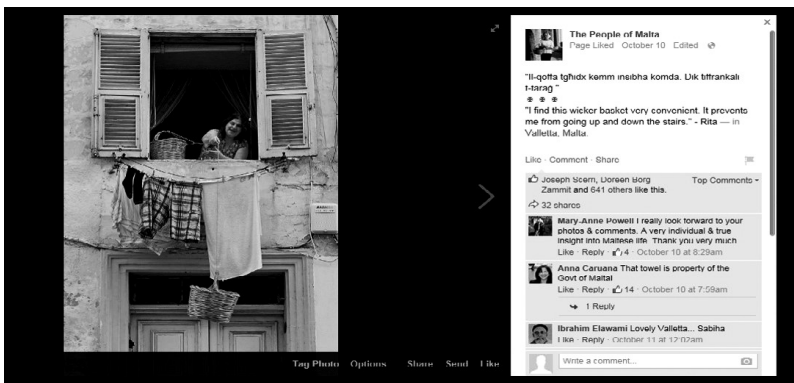 The People of Malta
Page Liked · October 10 · Edited ·
"Il-qoffa tgħidx kemm insibha komda. Dik tiffrankali
t-taraġ."
"I find this wicker basket very convenient. It prevents
me from going up and down the stairs." - Rita — in
Valletta, Malta.
Like · Comment · Share
Joseph Scerri, Doreen Borg
Zammit and 641 others like this.
Top Comments
32 shares
Mary-Anne Powell I really look forward to your
photos & comments. A very individual & true
insight into Maltese life. Thank you very much
Like · Reply · 4 · October 10 at 8:29am
Anna Caruana That towel is property of the
Govt of Malta!
Like · Reply · 14 · October 10 at 7:59am
1 Reply
Ibrahim Elawami Lovely Valletta... Sabiha
Like · Reply · October 11 at 12:02am
Write a comment...
Tag Photo Options Share Send Like